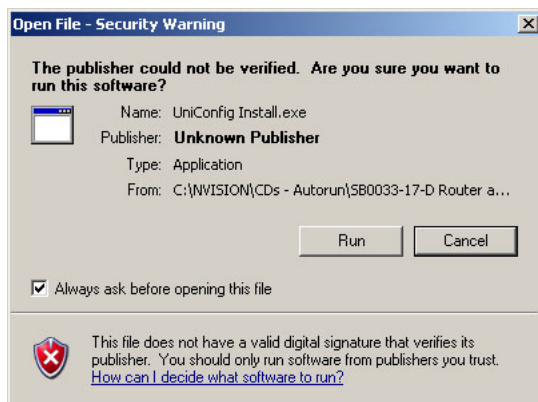 Open File - Security Warning
The publisher could not be verified. Are you sure you want to
run this software?
Name: UniConfig Install.exe
Publisher: Unknown Publisher
Type: Application
From: C:\NVISION\CDs - Autorun\SB0033-17-D Router a...
Run Cancel
Always ask before opening this file
This file does not have a valid digital signature that verifies its
publisher. You should only run software from publishers you trust.
How can I decide what software to run?